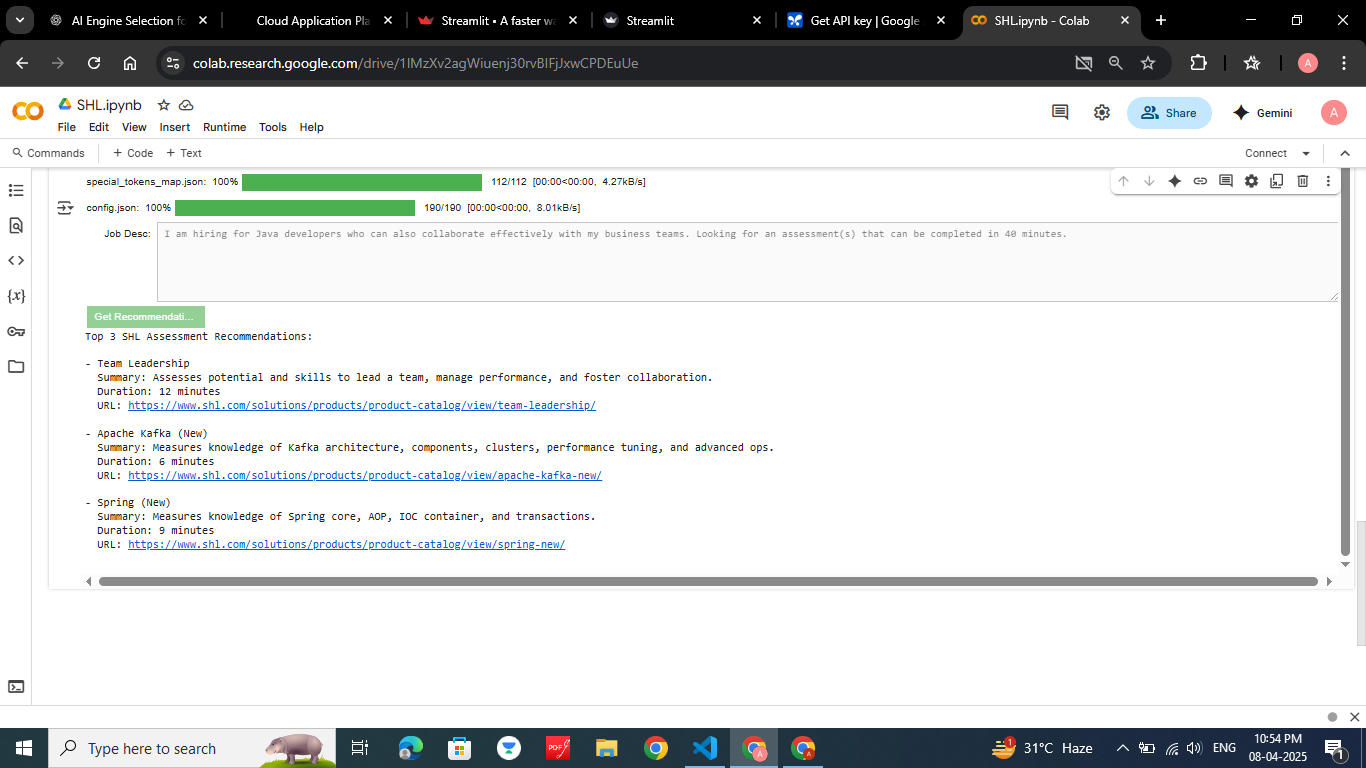 AI Engine Selection fo
Cloud Application Pla
Streamlit • A faster wa
Streamlit
Get API key | Google
SHL.ipynb - Colab
colab.research.google.com/drive/1IMzXv2agWiuenj30rvBIFjJxwCPDEuUe
A
CO SHL.ipynb
File Edit View Insert Runtime Tools Help
Share
Gemini
A
Commands + Code + Text
Connect
special_tokens_map.json: 100% 112/112 [00:00<00:00, 4.27kB/s]
config.json: 100% 190/190 [00:00<00:00, 8.01kB/s]
Job Desc: I am hiring for Java developers who can also collaborate effectively with my business teams. Looking for an assessment(s) that can be completed in 40 minutes.
Get Recommendati...
Top 3 SHL Assessment Recommendations:
- Team Leadership
Summary: Assesses potential and skills to lead a team, manage performance, and foster collaboration.
Duration: 12 minutes
URL: https://www.shl.com/solutions/products/product-catalog/view/team-leadership/
- Apache Kafka (New)
Summary: Measures knowledge of Kafka architecture, components, clusters, performance tuning, and advanced ops.
Duration: 6 minutes
URL: https://www.shl.com/solutions/products/product-catalog/view/apache-kafka-new/
- Spring (New)
Summary: Measures knowledge of Spring core, AOP, IOC container, and transactions.
Duration: 9 minutes
URL: https://www.shl.com/solutions/products/product-catalog/view/spring-new/
Type here to search
PDF
31°C Haze
ENG
10:54 PM
08-04-2025
1